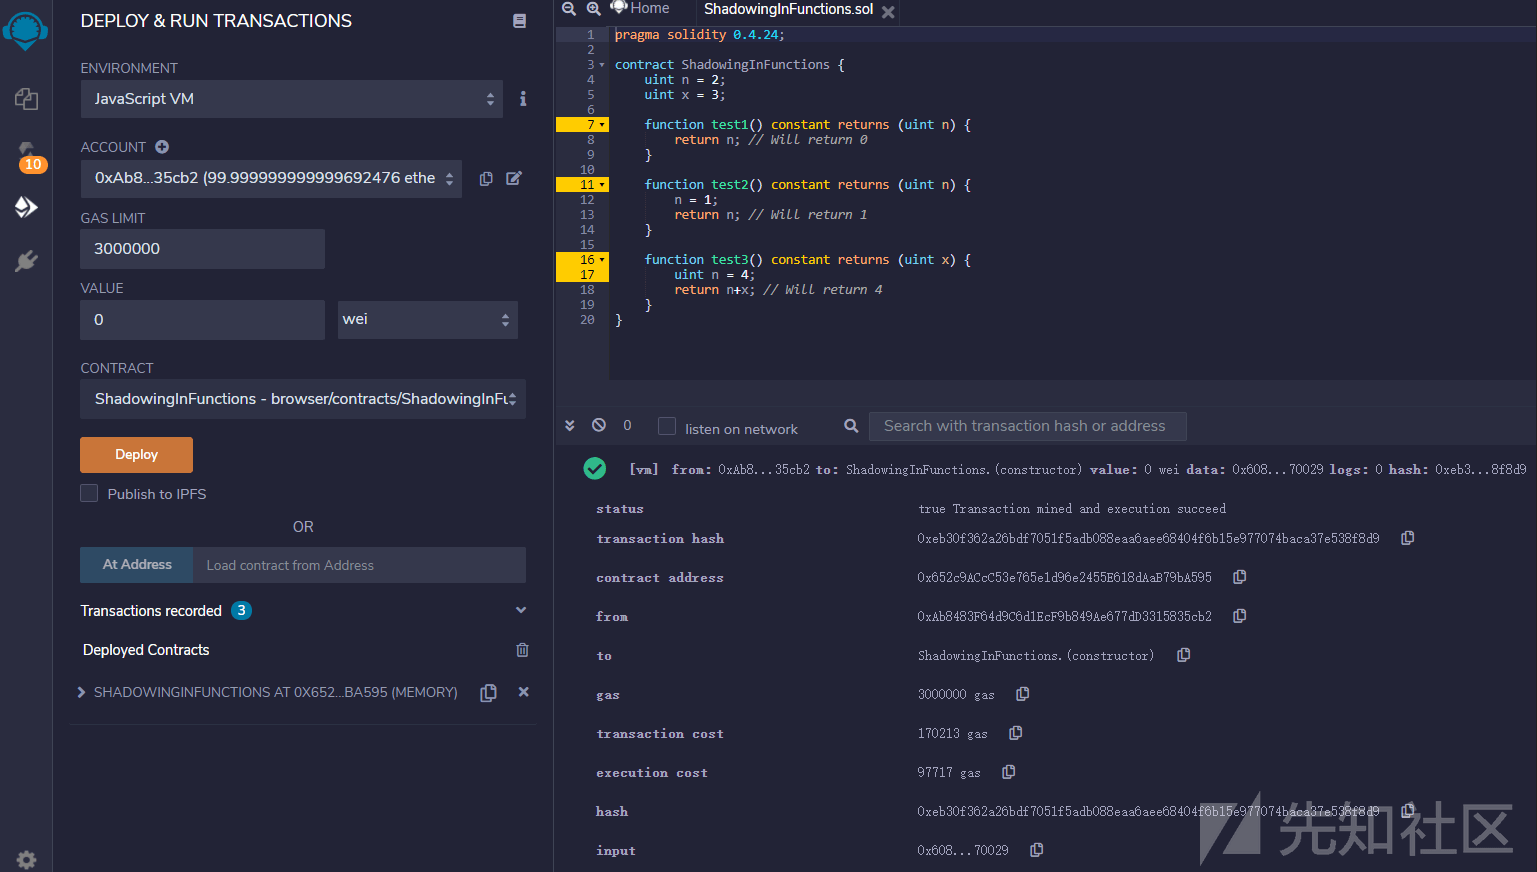 DEPLOY & RUN TRANSACTIONS
10
ENVIRONMENT
JavaScript VM
ACCOUNT
0xAb8...35cb2 (99.999999999999692476 ethe
GAS LIMIT
3000000
VALUE
0
wei
CONTRACT
ShadowingInFunctions - browser/contracts/ShadowingInFu
Deploy
Publish to IPFS
OR
At Address
Load contract from Address
Transactions recorded 3
Deployed Contracts
SHADOWINGINFUNCTIONS AT 0X652...BA595 (MEMORY)
Home
ShadowingInFunctions.sol
1 pragma solidity 0.4.24;
2
3 contract ShadowingInFunctions {
4 uint n = 2;
5 uint x = 3;
6
7 function test1() constant returns (uint n) {
8 return n; // Will return 0
9 }
10
11 function test2() constant returns (uint n) {
12 n = 1;
13 return n; // Will return 1
14 }
15
16 function test3() constant returns (uint x) {
17 uint n = 4;
18 return n+x; // Will return 4
19 }
20 }
0
listen on network
Search with transaction hash or address
[vm] from: 0xAb8...35cb2 to: ShadowingInFunctions.(constructor) value: 0 wei data: 0x608...70029 logs: 0 hash: 0xeb3...8f8d9
status true Transaction mined and execution succeed
transaction hash 0xeb30f362a26bdf7051f5adb088eaa6aee68404f6b15e977074baca37e538f8d9
contract address 0x652c9ACcC53e765e1d96e2455E618dAaB79bA595
from 0xAb8483F64d9C6d1EcF9b849Ae677dD3315835cb2
to ShadowingInFunctions.(constructor)
gas 3000000 gas
transaction cost 170213 gas
execution cost 97717 gas
hash 0xeb30f362a26bdf7051f5adb088eaa6aee68404f6b15e977074baca37e538f8d9
input 0x608...70029
先知社区